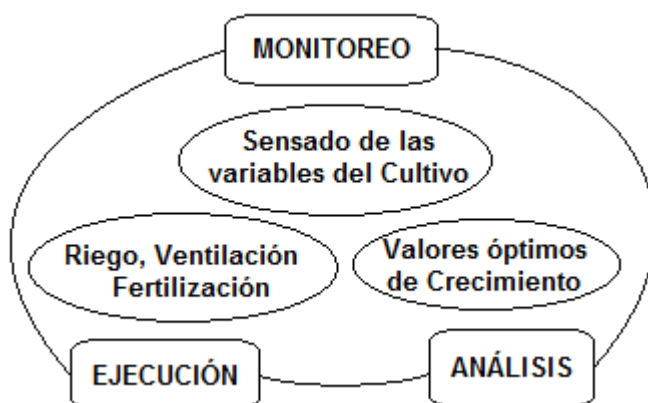 MONITOREO
Sensado de las
variables del Cultivo
Riego, Ventilación
Fertilización
Valores óptimos
de Crecimiento
EJECUCIÓN
ANÁLISIS